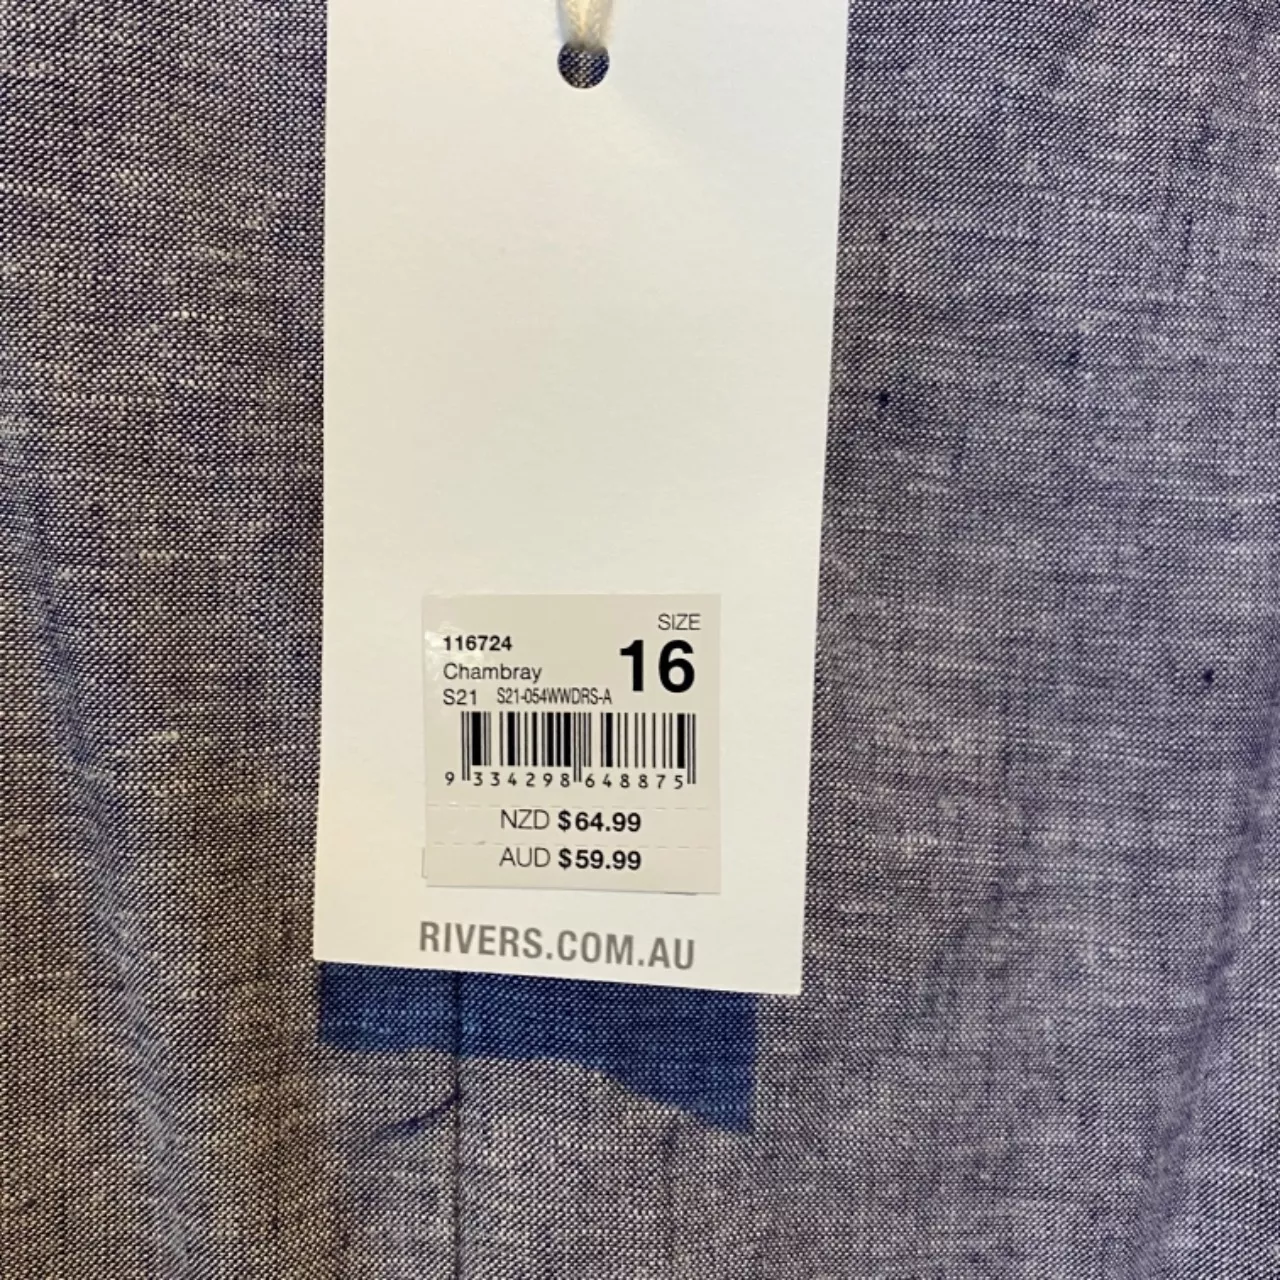 SIZE
116724
16
Chambray
S21 S21-054WWDRS-A
9 334298 648875
NZD $64.99
AUD $59.99
RIVERS.COM.AU